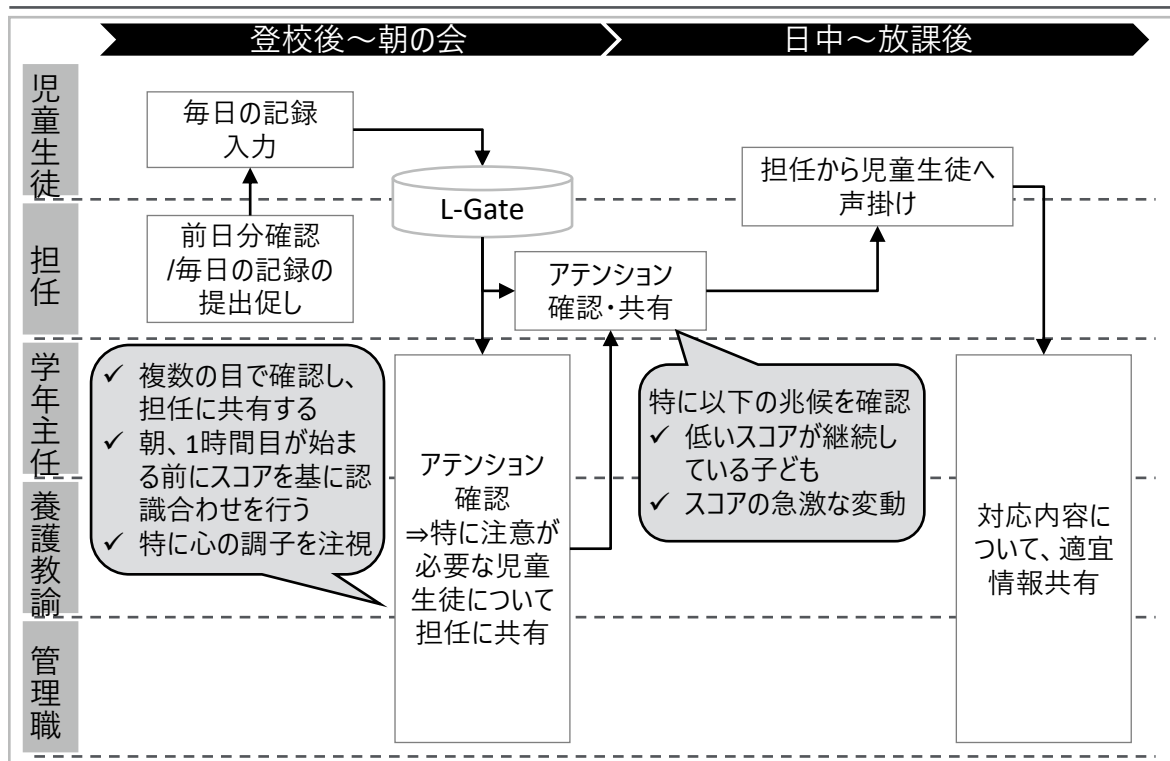 登校後～朝の会
日中～放課後
児童生徒
毎日の記録
入力
担任から児童生徒へ
声掛け
L-Gate
担任
前日分確認
/毎日の記録の
提出促し
アテンション
確認・共有
学年主任
✓ 複数の目で確認し、
担任に共有する
✓ 朝、1時間目が始ま
る前にスコアを基に認
識合わせを行う
✓ 特に心の調子を注視
アテンション
確認
⇒特に注意が
必要な児童
生徒について
担任に共有
特に以下の兆候を確認
✓ 低いスコアが継続し
ている子ども
✓ スコアの急激な変動
対応内容に
ついて、適宜
情報共有
養護教諭
管理職